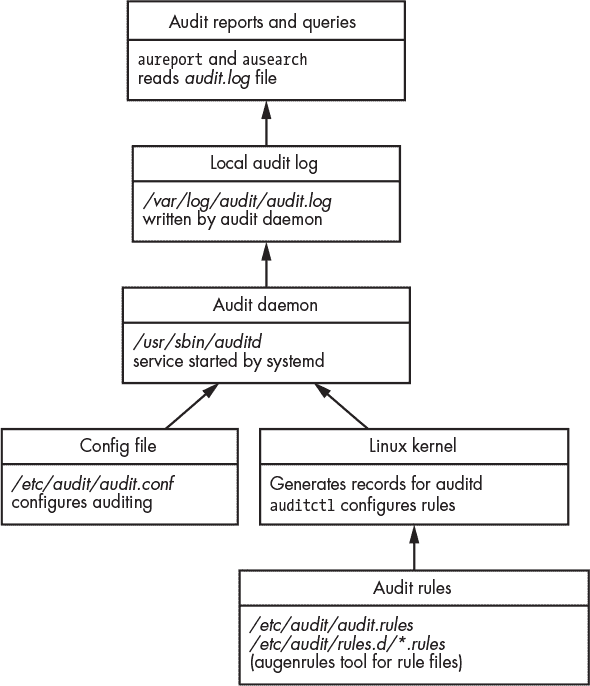 Audit reports and queries
aureport and ausearch
reads audit.log file
Local audit log
/var/log/audit/audit.log
written by audit daemon
Audit daemon
/usr/sbin/auditd
service started by systemd
Config file
/etc/audit/audit.conf
configures auditing
Linux kernel
Generates records for auditd
auditctl configures rules
Audit rules
/etc/audit/audit.rules
/etc/audit/rules.d/*.rules
(augenrules tool for rule files)